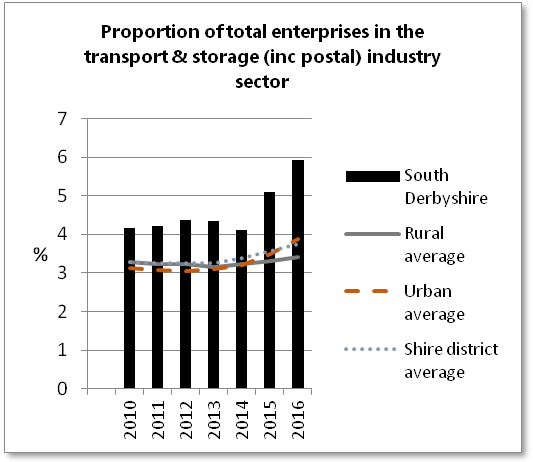 Proportion of total enterprises in the
transport & storage (inc postal) industry
sector
7
6
5
4
3
2
1
0
%
2010
2011
2012
2013
2014
2015
2016
South
Derbyshire
Rural
average
Urban
average
Shire district
average